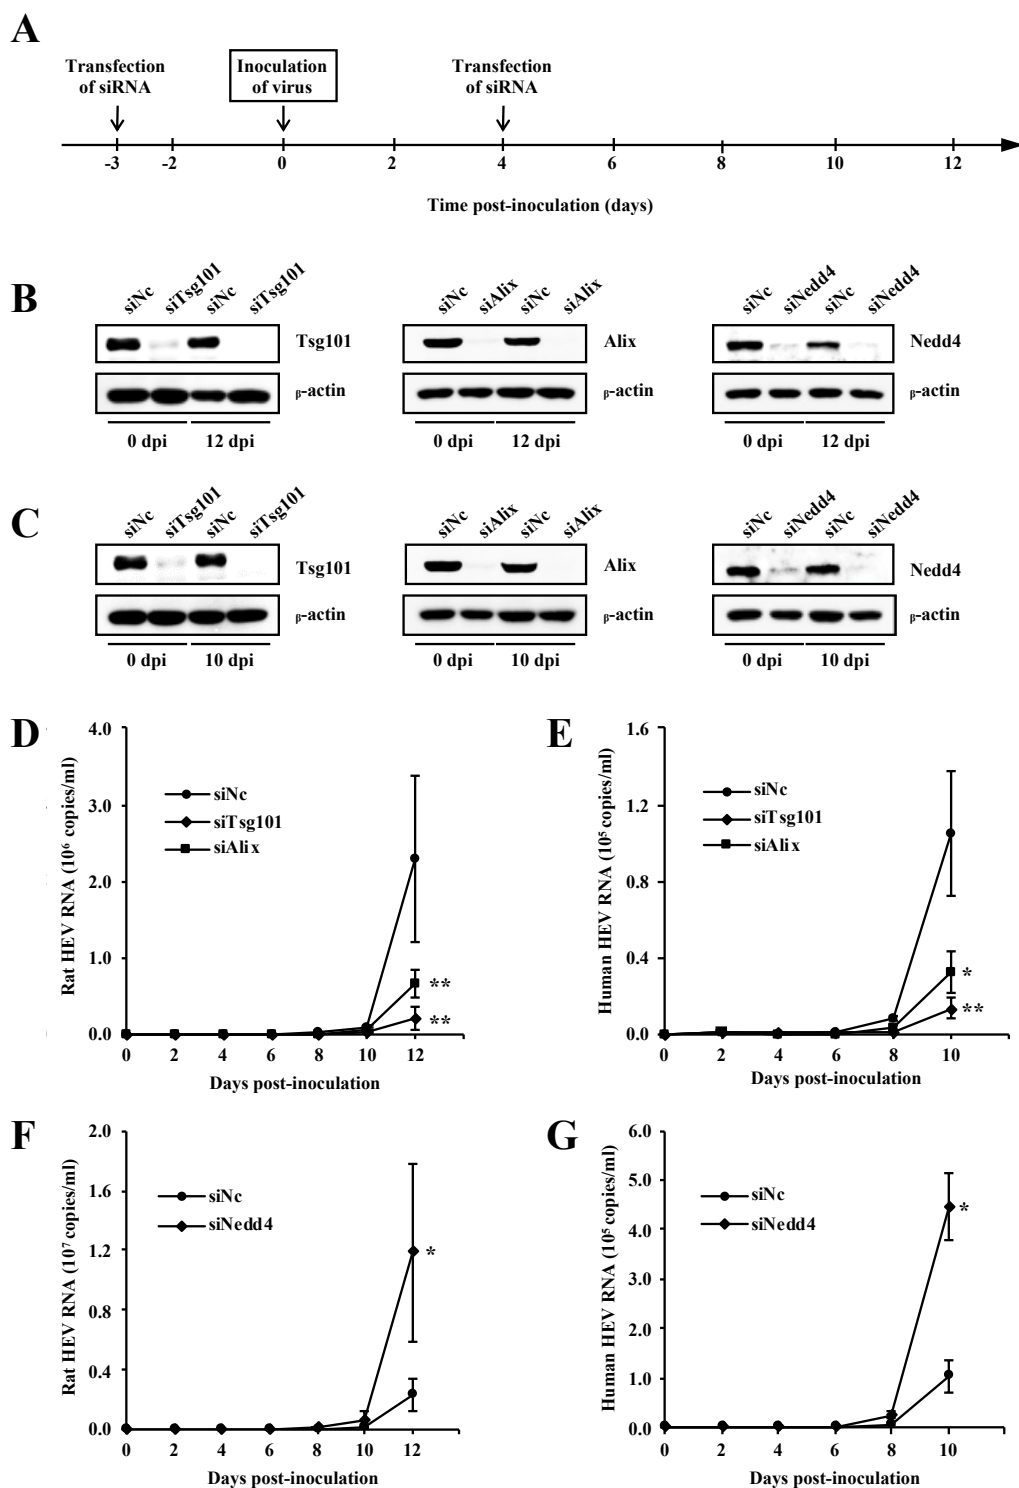 A
Transfection
of siRNA
Inoculation
of virus
Transfection
of siRNA
-3 -2 0 2 4 6 8 10 12
Time post-inoculation (days)
B
siNc siTsg101 siNc siTsg101
Tsg101
β-actin
0 dpi 12 dpi
siNc siAlix siNc siAlix
Alix
β-actin
0 dpi 12 dpi
siNc siNedd4 siNc siNedd4
Nedd4
β-actin
0 dpi 12 dpi
C
siNc siTsg101 siNc siTsg101
Tsg101
β-actin
0 dpi 10 dpi
siNc siAlix siNc siAlix
Alix
β-actin
0 dpi 10 dpi
siNc siNedd4 siNc siNedd4
Nedd4
β-actin
0 dpi 10 dpi
D
Rat HEV RNA (10⁶ copies/ml)
4.0
3.0
2.0
1.0
0.0
siNc
siTsg101
siAlix
**
**
0 2 4 6 8 10 12
Days post-inoculation
E
Human HEV RNA (10⁵ copies/ml)
1.6
1.2
0.8
0.4
0.0
siNc
siTsg101
siAlix
*
**
0 2 4 6 8 10
Days post-inoculation
F
Rat HEV RNA (10⁷ copies/ml)
2.0
1.6
1.2
0.8
0.4
0.0
siNc
siNedd4
*
0 2 4 6 8 10 12
Days post-inoculation
G
Human HEV RNA (10⁵ copies/ml)
6.0
5.0
4.0
3.0
2.0
1.0
0.0
siNc
siNedd4
*
0 2 4 6 8 10
Days post-inoculation